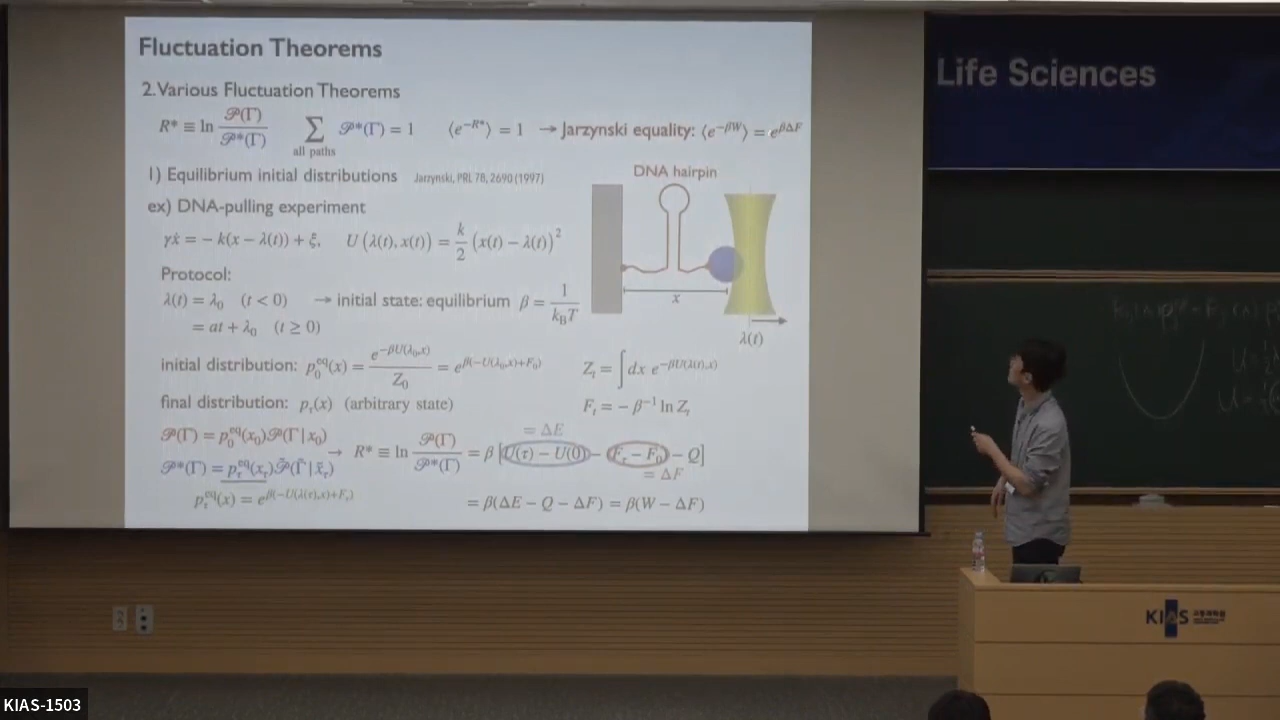 Fluctuation Theorems
2. Various Fluctuation Theorems
R* ≡ ln 𝒫(Γ) / 𝒫*(Γ)   ∑ all paths 𝒫*(Γ) = 1   ⟨e^{−R*}⟩ = 1   → Jarzynski equality: ⟨e^{−βW}⟩ = e^{βΔF}
1) Equilibrium initial distributions   Jarzynski, PRL 78, 2690 (1997)
ex) DNA-pulling experiment
γẋ = − k(x − λ(t)) + ξ,   U(λ(t), x(t)) = k/2 (x(t) − λ(t))²
Protocol:
λ(t) = λ₀   (t < 0)   → initial state: equilibrium   β = 1/(k_B T)
= at + λ₀   (t ≥ 0)
DNA hairpin
x
λ(t)
initial distribution: p₀^{eq}(x) = e^{−βU(λ₀,x)} / Z₀ = e^{β(−U(λ₀,x)+F₀)}   Z_t = ∫ dx e^{−βU(λ(t),x)}
final distribution: p_τ(x)   (arbitrary state)   F_t = − β^{−1} ln Z_t
𝒫(Γ) = p₀^{eq}(x₀)𝒫(Γ | x₀)
𝒫*(Γ) = p_τ^{eq}(x_τ)𝒫̃(Γ̃ | x̃_τ)
→ R* ≡ ln 𝒫(Γ) / 𝒫*(Γ) = β [U(τ) − U(0) − (F_τ − F₀) − Q]
= ΔE
= ΔF
p_τ^{eq}(x) = e^{β(−U(λ(τ),x)+F_τ)}   = β(ΔE − Q − ΔF) = β(W − ΔF)
Life Sciences
KIAS
KIAS-1503